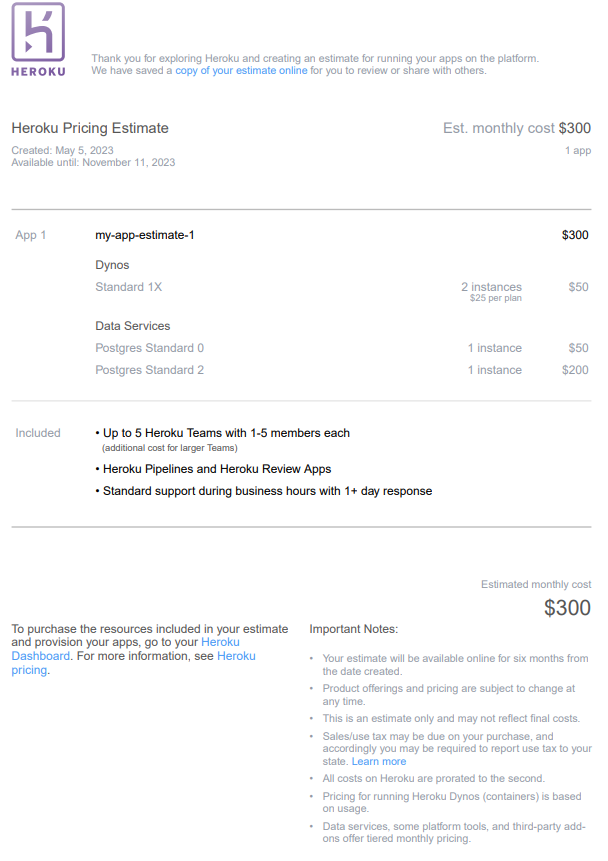 HEROKU
Thank you for exploring Heroku and creating an estimate for running your apps on the platform.
We have saved a copy of your estimate online for you to review or share with others.
Heroku Pricing Estimate
Est. monthly cost $300
Created: May 5, 2023
1 app
Available until: November 11, 2023
App 1 my-app-estimate-1 $300
Dynos
Standard 1X 2 instances $50
$25 per plan
Data Services
Postgres Standard 0 1 instance $50
Postgres Standard 2 1 instance $200
Included • Up to 5 Heroku Teams with 1-5 members each
(additional cost for larger Teams)
• Heroku Pipelines and Heroku Review Apps
• Standard support during business hours with 1+ day response
Estimated monthly cost
$300
To purchase the resources included in your estimate
and provision your apps, go to your Heroku
Dashboard. For more information, see Heroku
pricing.
Important Notes:
• Your estimate will be available online for six months from
the date created.
• Product offerings and pricing are subject to change at
any time.
• This is an estimate only and may not reflect final costs.
• Sales/use tax may be due on your purchase, and
accordingly you may be required to report use tax to your
state. Learn more
• All costs on Heroku are prorated to the second.
• Pricing for running Heroku Dynos (containers) is based
on usage.
• Data services, some platform tools, and third-party add-
ons offer tiered monthly pricing.